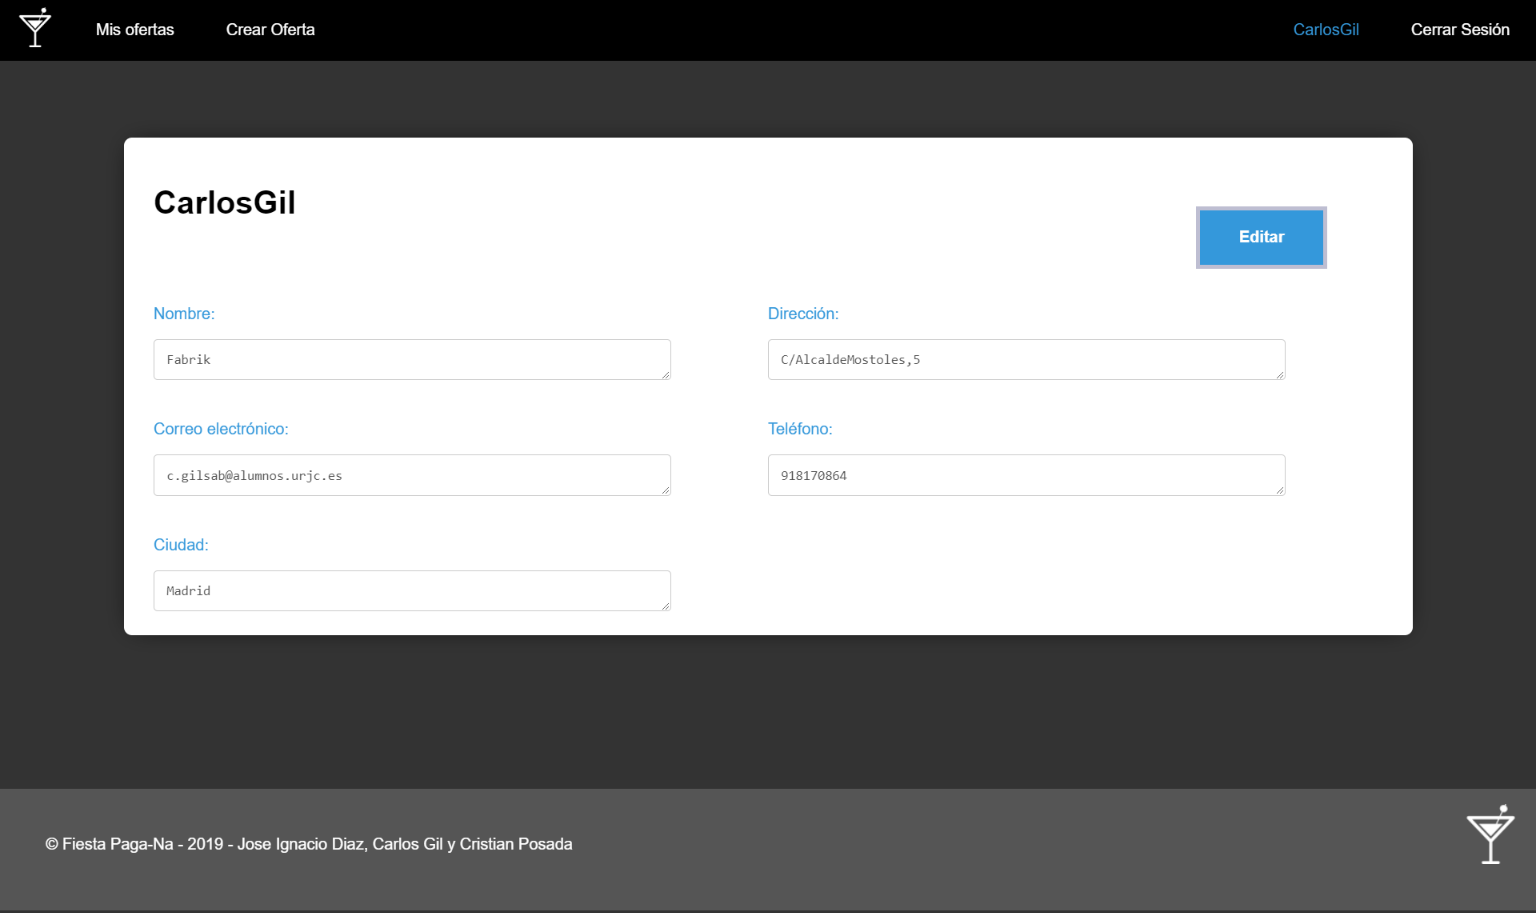 Mis ofertas
Crear Oferta
CarlosGil
Cerrar Sesión
CarlosGil
Editar
Nombre:
Dirección:
Fabrik
C/AlcaldeMostoles,5
Correo electrónico:
Teléfono:
c.gilsab@alumnos.urjc.es
918170864
Ciudad:
Madrid
© Fiesta Paga-Na - 2019 - Jose Ignacio Diaz, Carlos Gil y Cristian Posada